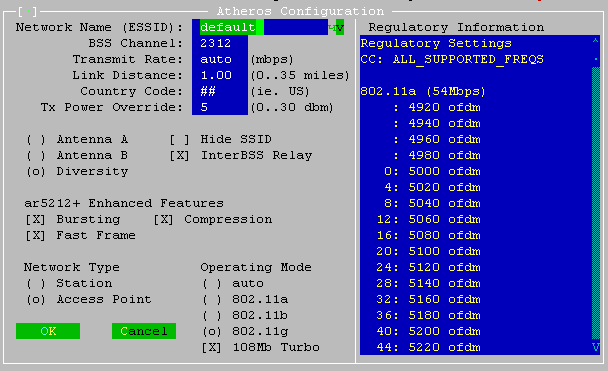 Atheros Configuration
Network Name (ESSID): default
BSS Channel: 2312
Transmit Rate: auto (mbps)
Link Distance: 1.00 (0..35 miles)
Country Code: ## (ie. US)
Tx Power Override: 5 (0..30 dbm)
( ) Antenna A [ ] Hide SSID
( ) Antenna B [X] InterBSS Relay
(o) Diversity
ar5212+ Enhanced Features
[X] Bursting [X] Compression
[X] Fast Frame
Network Type
( ) Station
(o) Access Point
Operating Mode
( ) auto
( ) 802.11a
( ) 802.11b
(o) 802.11g
[X] 108Mb Turbo
OK Cancel
Regulatory Information
Regulatory Settings
CC: ALL_SUPPORTED_FREQS
802.11a (54Mbps)
: 4920 ofdm
: 4940 ofdm
: 4960 ofdm
: 4980 ofdm
0: 5000 ofdm
4: 5020 ofdm
8: 5040 ofdm
12: 5060 ofdm
16: 5080 ofdm
20: 5100 ofdm
24: 5120 ofdm
28: 5140 ofdm
32: 5160 ofdm
36: 5180 ofdm
40: 5200 ofdm
44: 5220 ofdm